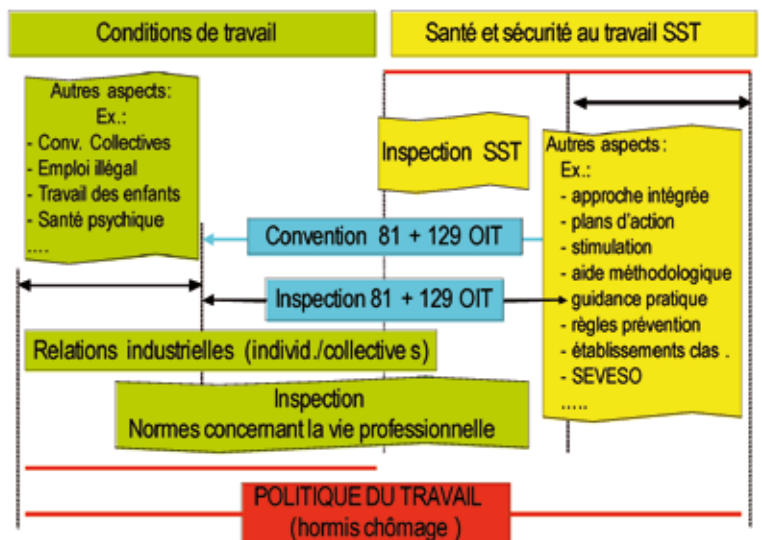 Conditions de travail
Santé et sécurité au travail SST
Autres aspects:
Ex.:
- Conv. Collectives
- Emploi illégal
- Travail des enfants
- Santé psychique
....
Inspection SST
Autres aspects:
Ex.:
- approche intégrée
- plans d'action
- stimulation
- aide méthodologique
- guidance pratique
- règles prévention
- établissements clas .
- SEVESO
.....
Convention 81 + 129 OIT
Inspection 81 + 129 OIT
Relations industrielles (individ./collective s)
Inspection
Normes concernant la vie professionnelle
POLITIQUE DU TRAVAIL
(hormis chômage )